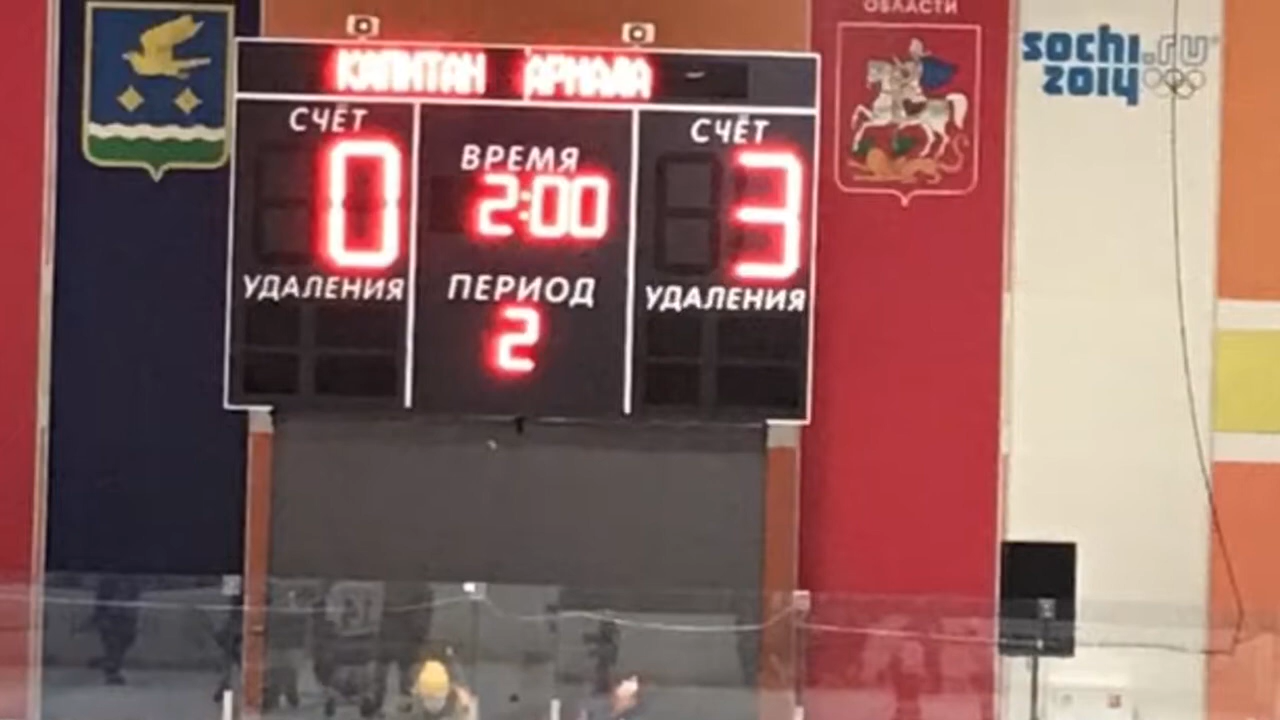 ОБЛАСТИ
sochi.ru
2014
КАПИТАН АРМАДА
СЧЁТ
0
ВРЕМЯ
2:00
СЧЁТ
3
УДАЛЕНИЯ
ПЕРИОД
2
УДАЛЕНИЯ